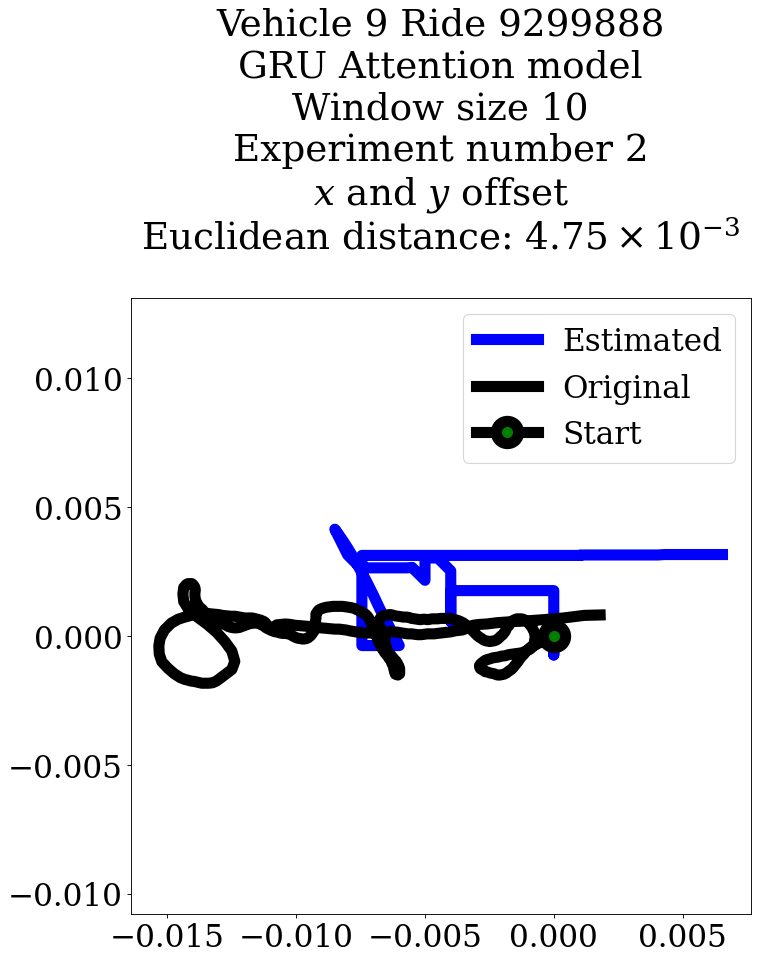 Vehicle 9 Ride 9299888
GRU Attention model
Window size 10
Experiment number 2
x and y offset
Euclidean distance: 4.75 × 10⁻³
Estimated
Original
Start
0.010
0.005
0.000
−0.005
−0.010
−0.015 −0.010 −0.005 0.000 0.005